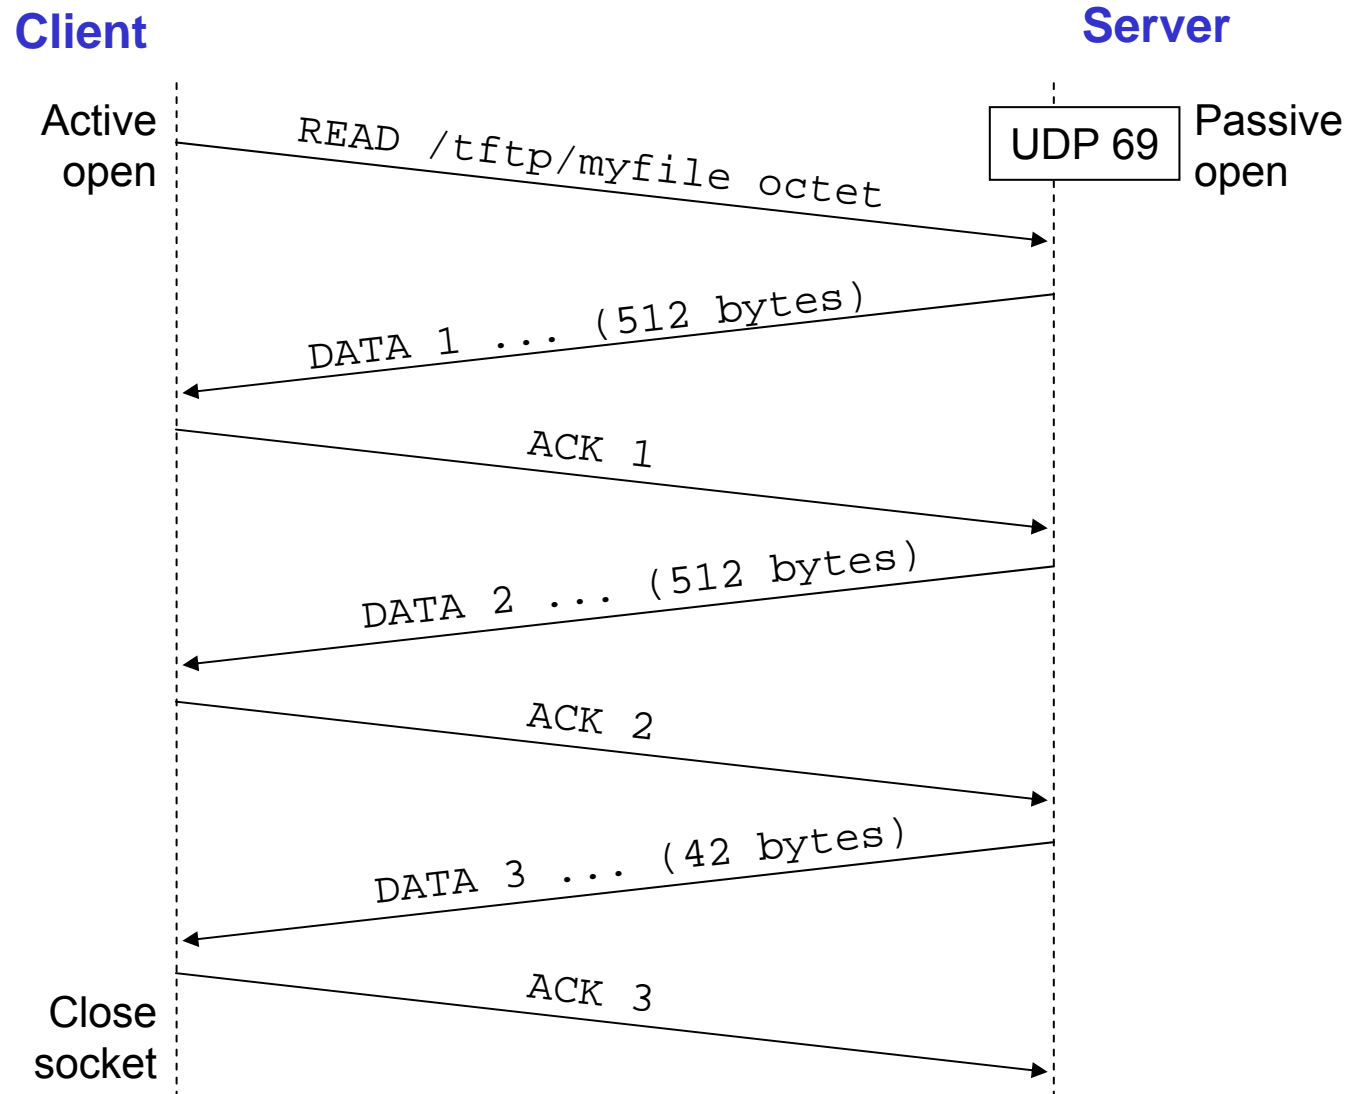 Client
Server
Active
open
READ /tftp/myfile octet
UDP 69
Passive
open
DATA 1 ... (512 bytes)
ACK 1
DATA 2 ... (512 bytes)
ACK 2
DATA 3 ... (42 bytes)
ACK 3
Close
socket